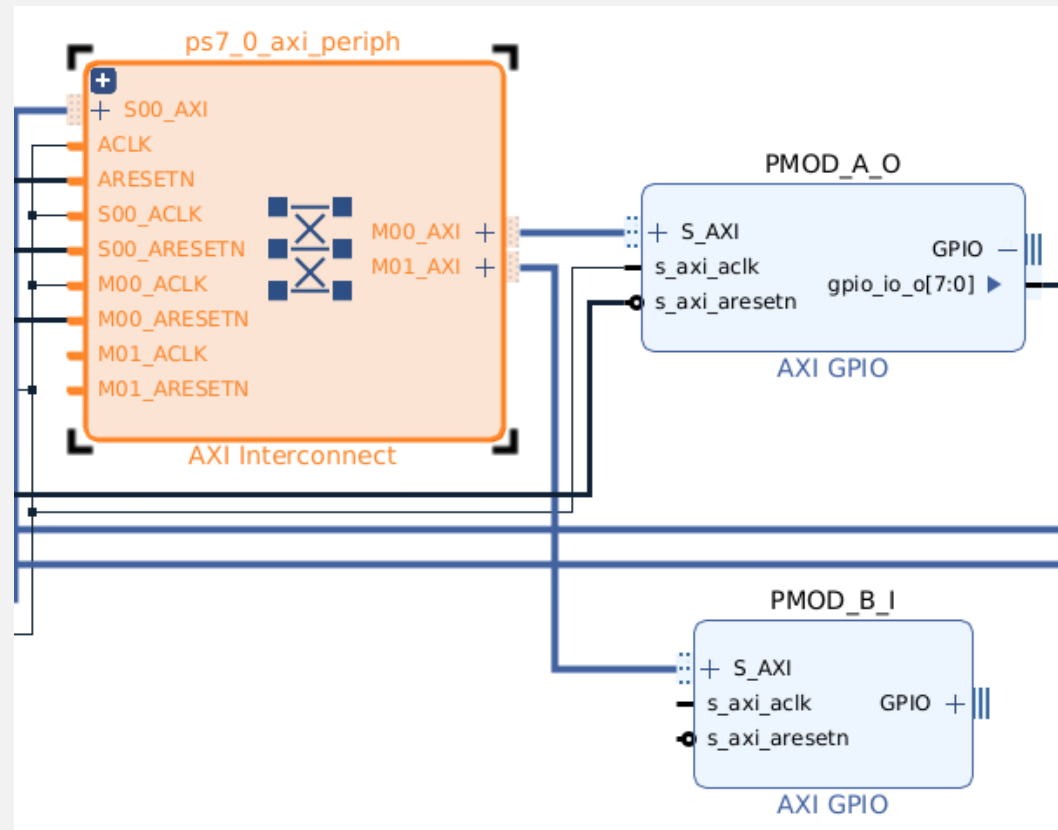 ps7_0_axi_periph
S00_AXI
ACLK
ARESETN
S00_ACLK
S00_ARESETN
M00_ACLK
M00_ARESETN
M01_ACLK
M01_ARESETN
M00_AXI
M01_AXI
AXI Interconnect
PMOD_A_O
S_AXI
s_axi_aclk
s_axi_aresetn
GPIO
gpio_io_o[7:0]
AXI GPIO
PMOD_B_I
S_AXI
s_axi_aclk
s_axi_aresetn
GPIO
AXI GPIO